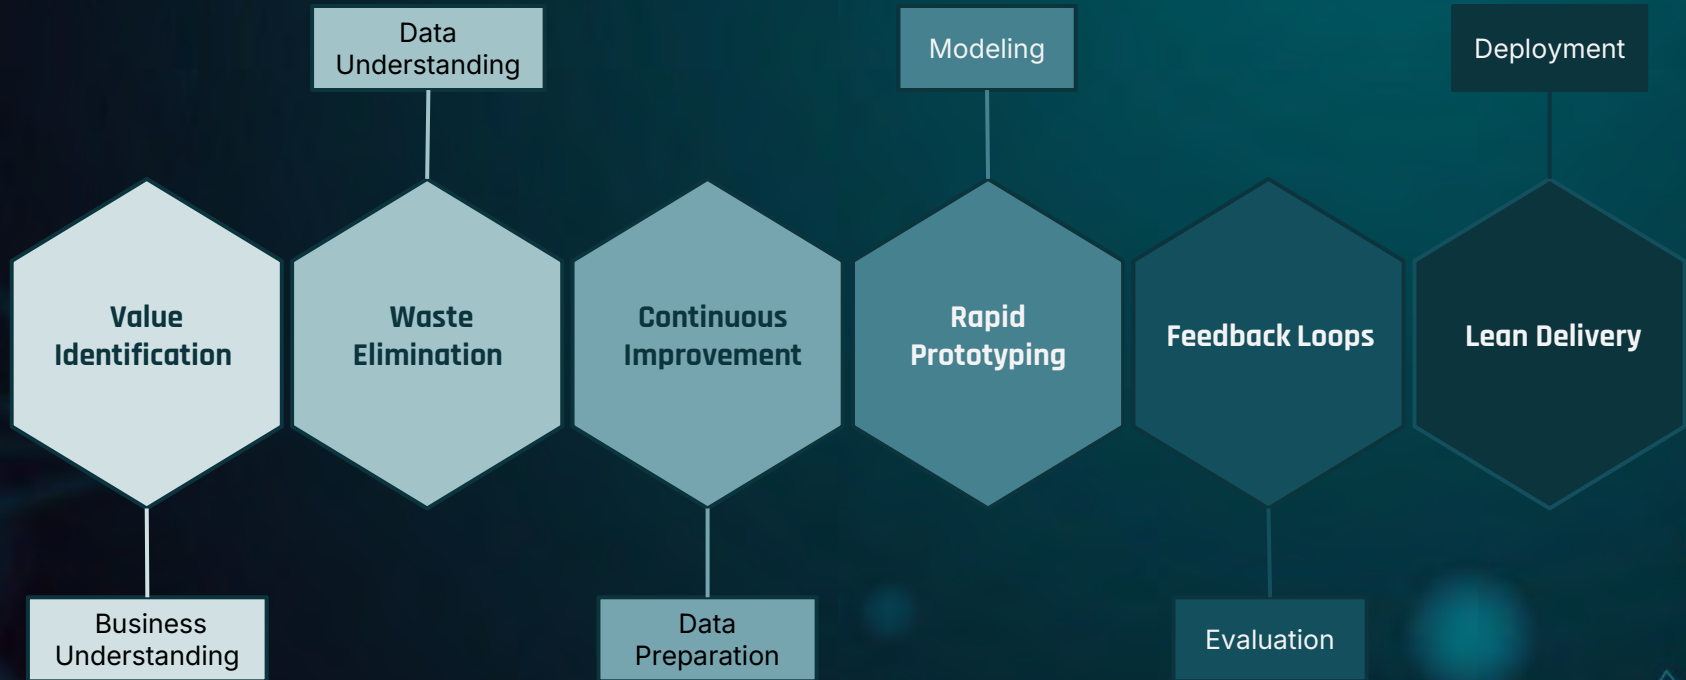 Data
Understanding
Modeling
Deployment
Value
Identification
Waste
Elimination
Continuous
Improvement
Rapid
Prototyping
Feedback Loops
Lean Delivery
Business
Understanding
Data
Preparation
Evaluation